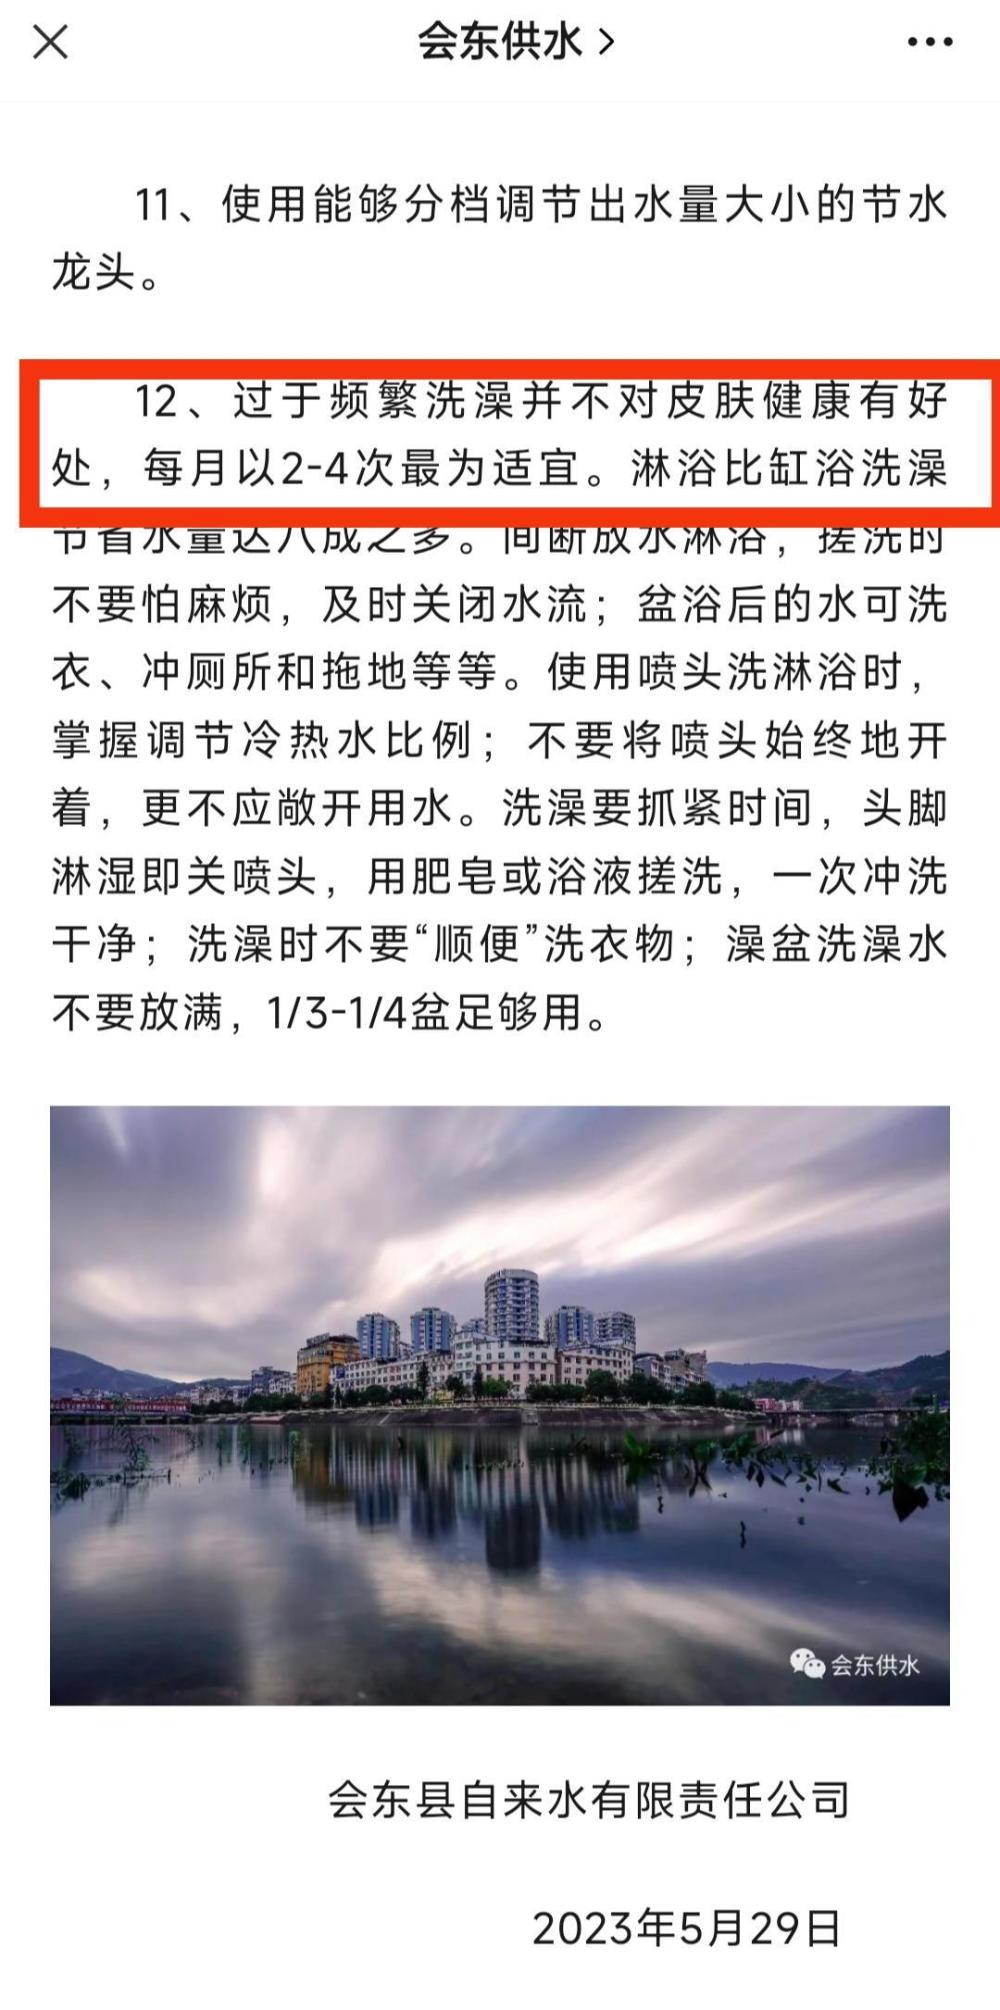 会东供水
11、使用能够分档调节出水量大小的节水
龙头。
12、过于频繁洗澡并不对皮肤健康有好
处，每月以2-4次最为适宜。淋浴比缸浴洗澡
节省水量达八成之多。间断放水淋浴，搓洗时
不要怕麻烦，及时关闭水流；盆浴后的水可洗
衣、冲厕所和拖地等等。使用喷头洗淋浴时，
掌握调节冷热水比例；不要将喷头始终地开
着，更不应敞开用水。洗澡要抓紧时间，头脚
淋湿即关喷头，用肥皂或浴液搓洗，一次冲洗
干净；洗澡时不要“顺便”洗衣物；澡盆洗澡水
不要放满，1/3-1/4盆足够用。
会东供水
会东县自来水有限责任公司
2023年5月29日